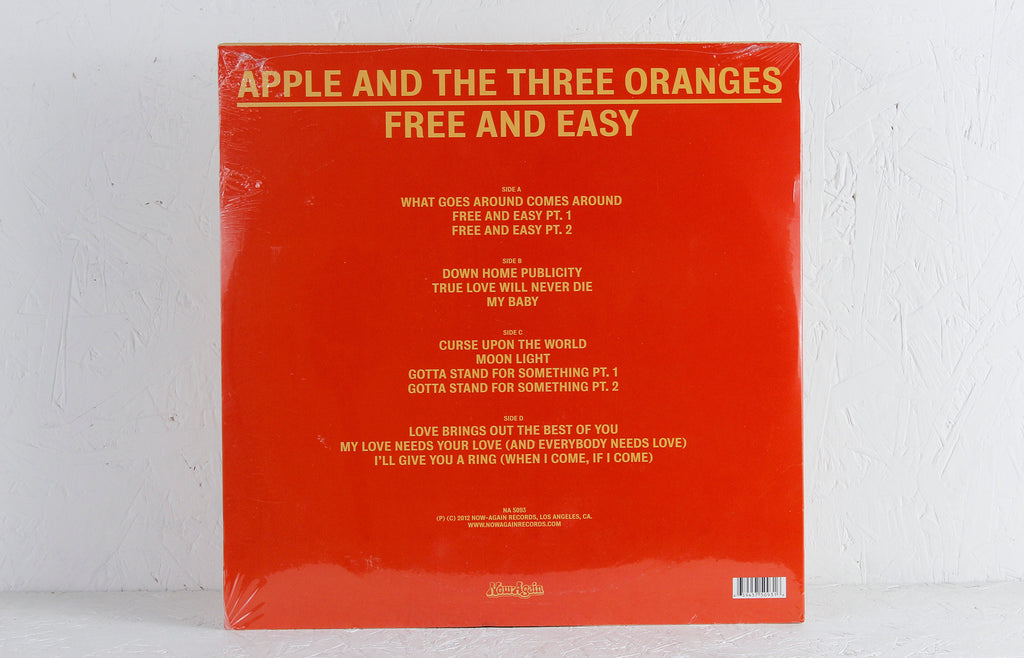 APPLE AND THE THREE ORANGES
FREE AND EASY
SIDE A
WHAT GOES AROUND COMES AROUND
FREE AND EASY PT. 1
FREE AND EASY PT. 2
SIDE B
DOWN HOME PUBLICITY
TRUE LOVE WILL NEVER DIE
MY BABY
SIDE C
CURSE UPON THE WORLD
MOON LIGHT
GOTTA STAND FOR SOMETHING PT. 1
GOTTA STAND FOR SOMETHING PT. 2
SIDE D
LOVE BRINGS OUT THE BEST OF YOU
MY LOVE NEEDS YOUR LOVE (AND EVERYBODY NEEDS LOVE)
I'LL GIVE YOU A RING (WHEN I COME, IF I COME)
NA 5093
(P) (C) 2012 NOW-AGAIN RECORDS, LOS ANGELES, CA.
WWW.NOWAGAINRECORDS.COM
Now-Again